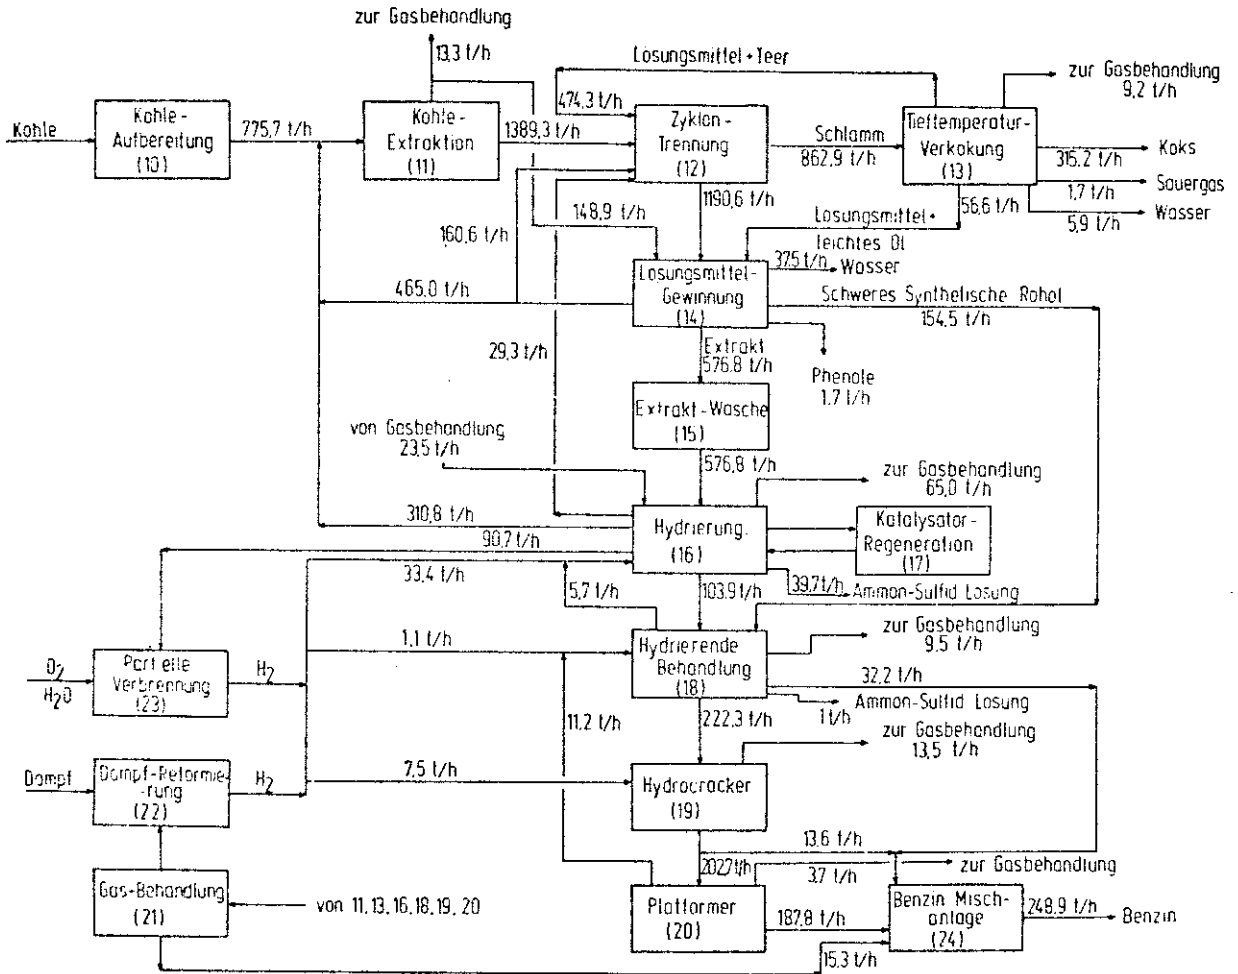 zur Gasbehandlung
13,3 t/h
Lösungsmittel + Teer
zur Gasbehandlung
9,2 t/h
474,3 t/h
Kohle
Kohle -
Aufbereitung
(10)
775,7 t/h
Kohle-
Extraktion
(11)
1389,3 t/h
Zyklon -
Trennung
(12)
Schlamm
862,9 t/h
Tieftemperatur-
Verkokung
(13)
315,2 t/h
Koks
1,7 t/h
Sauergas
5,9 t/h
Wasser
148,9 t/h
1190,6 t/h
Lösungsmittel +
leichtes Öl
56,6 t/h
160,6 t/h
37,5 t/h
Wasser
465,0 t/h
Lösungsmittel-
Gewinnung
(14)
Schweres Synthetische Rohöl
154,5 t/h
29,3 t/h
Extrakt
576,8 t/h
Phenole
1,7 t/h
Extrakt-Wäsche
(15)
von Gasbehandlung
23,5 t/h
576,8 t/h
zur Gasbehandlung
65,0 t/h
310,8 t/h
Hydrierung.
(16)
Katalysator-
Regeneration
(17)
90,7 t/h
33,4 t/h
5,7 t/h
103,9 t/h
39,7 t/h
Ammon-Sulfid Lösung
1,1 t/h
Hydrierende
Behandlung
(18)
zur Gasbehandlung
9,5 t/h
O2
H2O
Partielle
Verbrennung
(23)
H2
32,2 t/h
Ammon-Sulfid Lösung
1 t/h
11,2 t/h
222,3 t/h
zur Gasbehandlung
13,5 t/h
Dampf
Dampf-Reformie-
-rung
(22)
H2
7,5 t/h
Hydrocracker
(19)
13,6 t/h
202,7 t/h
zur Gasbehandlung
3,7 t/h
Gas-Behandlung
(21)
von 11, 13, 16, 18, 19, 20
Platformer
(20)
187,8 t/h
Benzin Misch-
anlage
(24)
248,9 t/h
Benzin
15,3 t/h